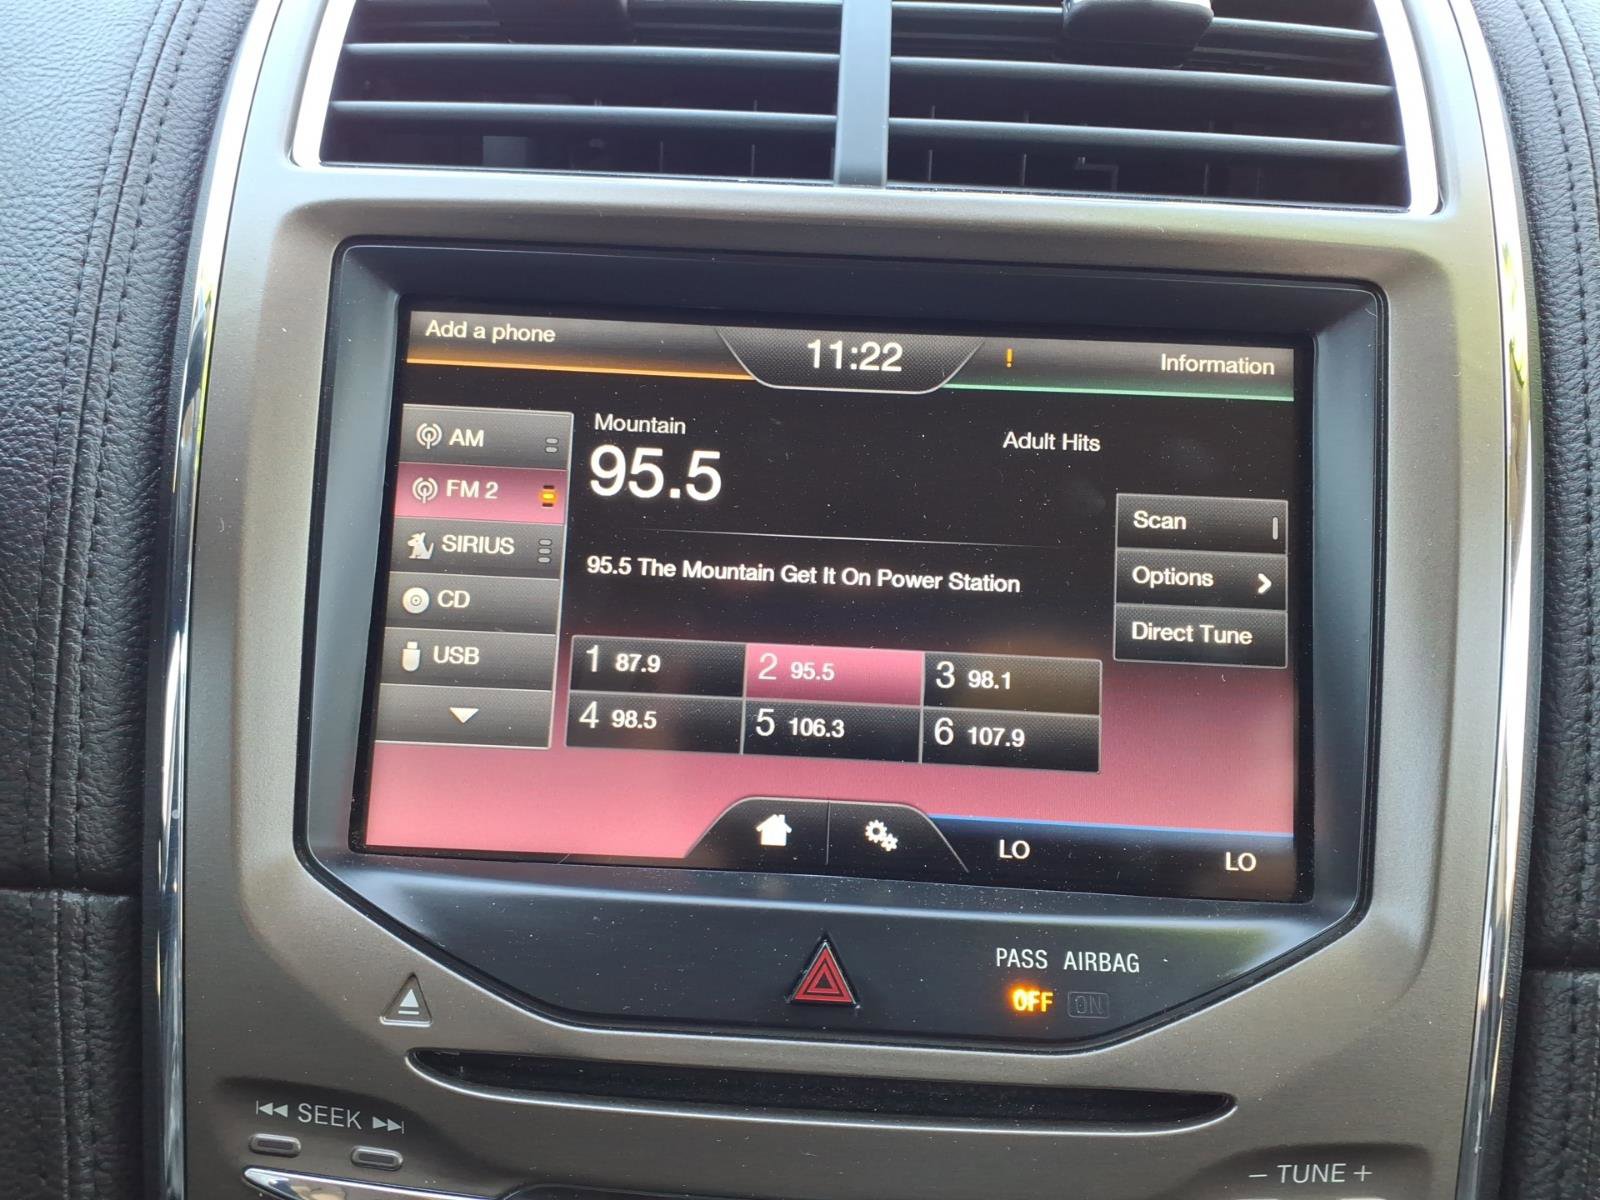 Add a phone
11:22
!
Information
AM
FM 2
SIRIUS
CD
USB
Mountain
95.5
Adult Hits
95.5 The Mountain Get It On Power Station
Scan
Options
Direct Tune
1 87.9
2 95.5
3 98.1
4 98.5
5 106.3
6 107.9
LO
LO
PASS AIRBAG
OFF ON
SEEK
− TUNE +